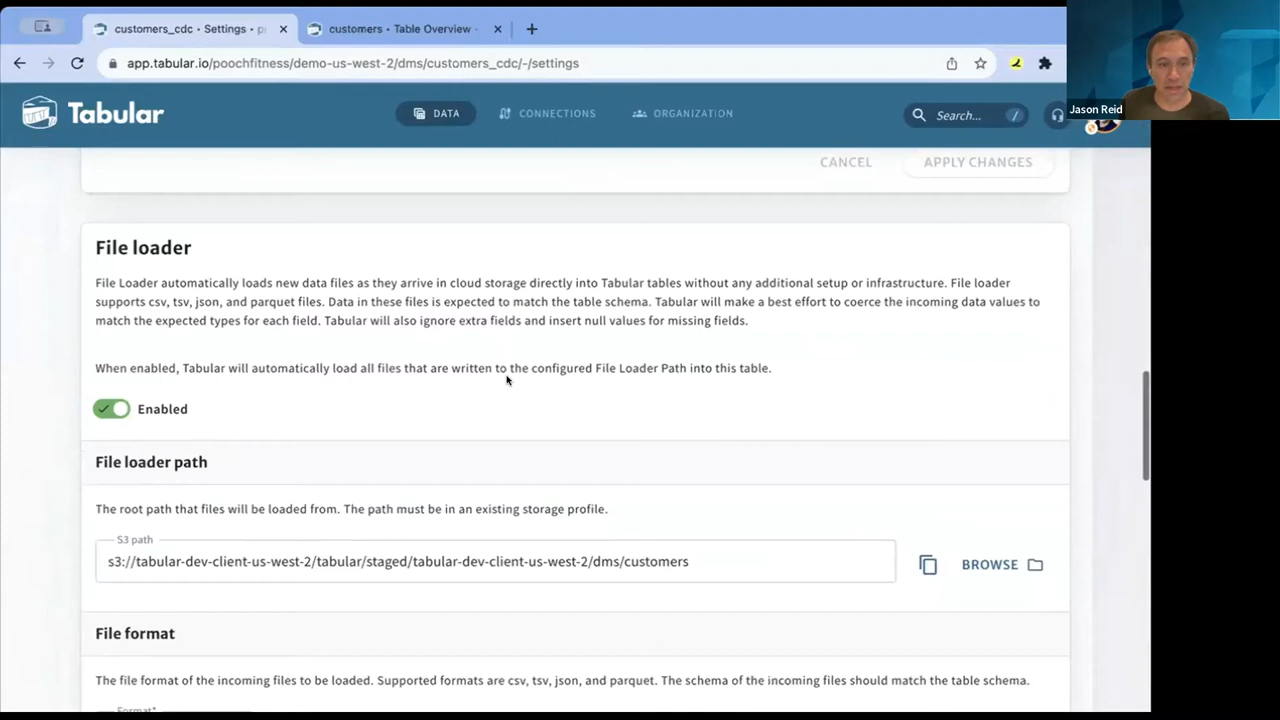 customers_cdc · Settings · p
customers · Table Overview ·
app.tabular.io/poochfitness/demo-us-west-2/dms/customers_cdc/-/settings
Jason Reid
Tabular
DATA
CONNECTIONS
ORGANIZATION
Search...
/
CANCEL
APPLY CHANGES
File loader
File Loader automatically loads new data files as they arrive in cloud storage directly into Tabular tables without any additional setup or infrastructure. File loader
supports csv, tsv, json, and parquet files. Data in these files is expected to match the table schema. Tabular will make a best effort to coerce the incoming data values to
match the expected types for each field. Tabular will also ignore extra fields and insert null values for missing fields.
When enabled, Tabular will automatically load all files that are written to the configured File Loader Path into this table.
Enabled
File loader path
The root path that files will be loaded from. The path must be in an existing storage profile.
S3 path
s3://tabular-dev-client-us-west-2/tabular/staged/tabular-dev-client-us-west-2/dms/customers
BROWSE
File format
The file format of the incoming files to be loaded. Supported formats are csv, tsv, json, and parquet. The schema of the incoming files should match the table schema.
Format*